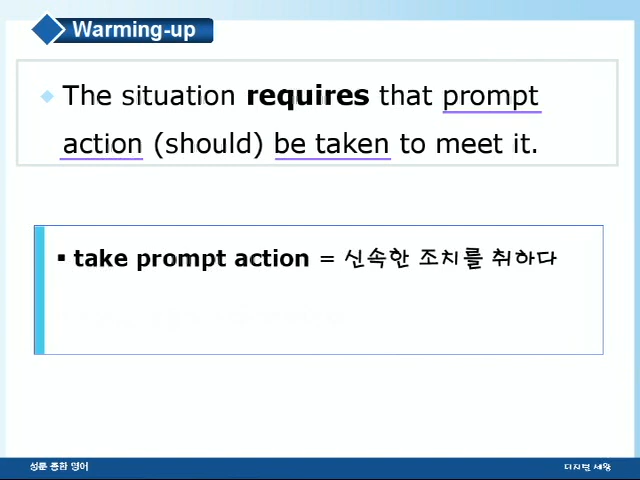 Warming-up
The situation requires that prompt
action (should) be taken to meet it.
▪ take prompt action = 신속한 조치를 취하다
성문 종합 영어
디지털 세상